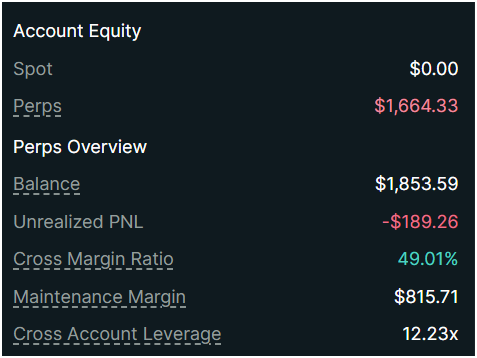 Account Equity
Spot $0.00
Perps $1,664.33
Perps Overview
Balance $1,853.59
Unrealized PNL -$189.26
Cross Margin Ratio 49.01%
Maintenance Margin $815.71
Cross Account Leverage 12.23x